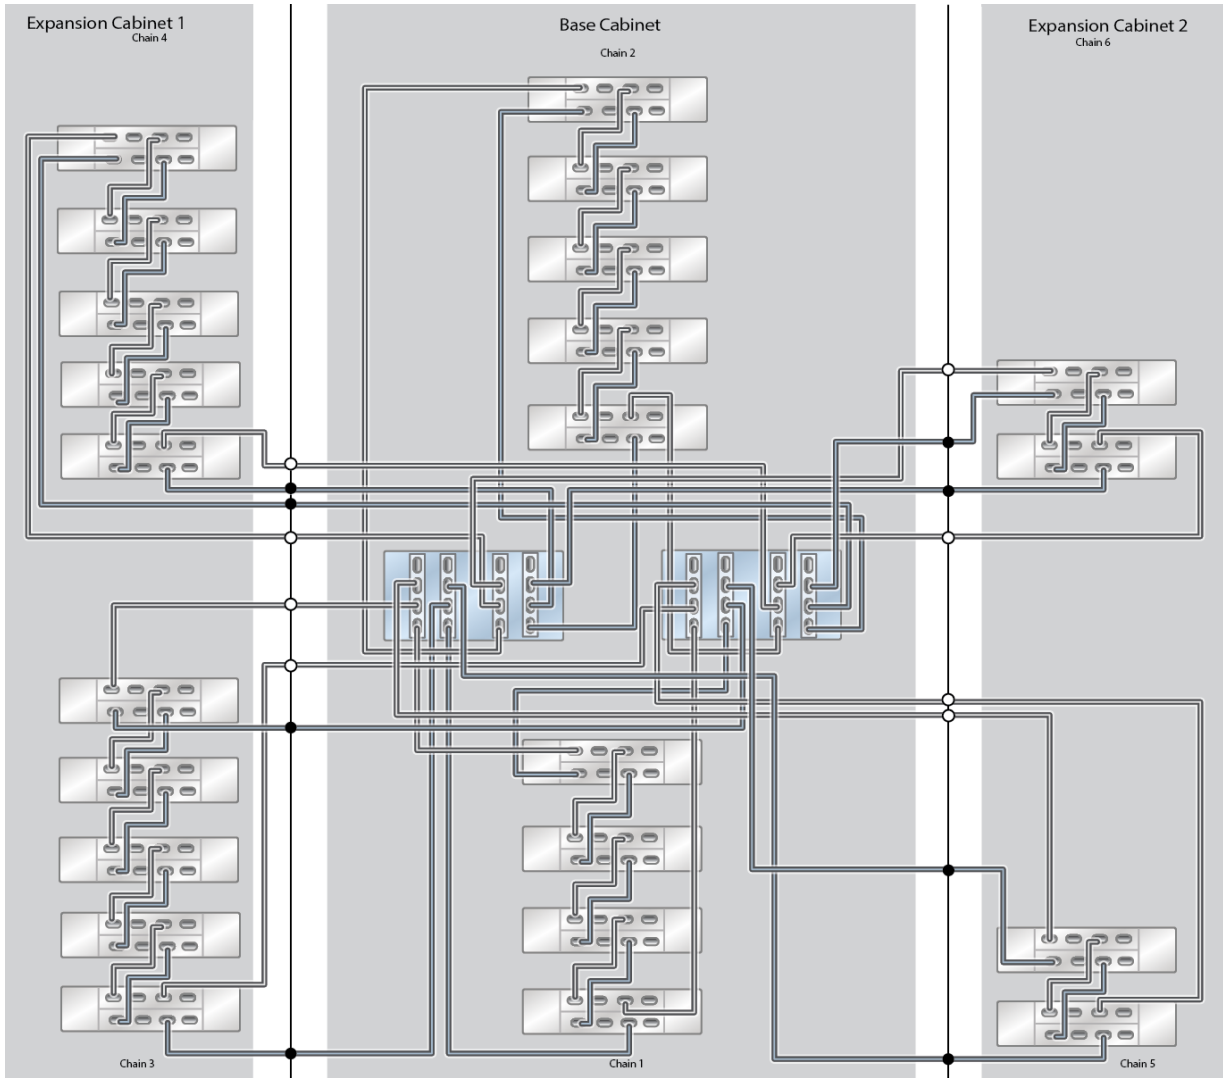 Expansion Cabinet 1
Chain 4
Base Cabinet
Chain 2
Expansion Cabinet 2
Chain 6
Chain 3
Chain 1
Chain 5